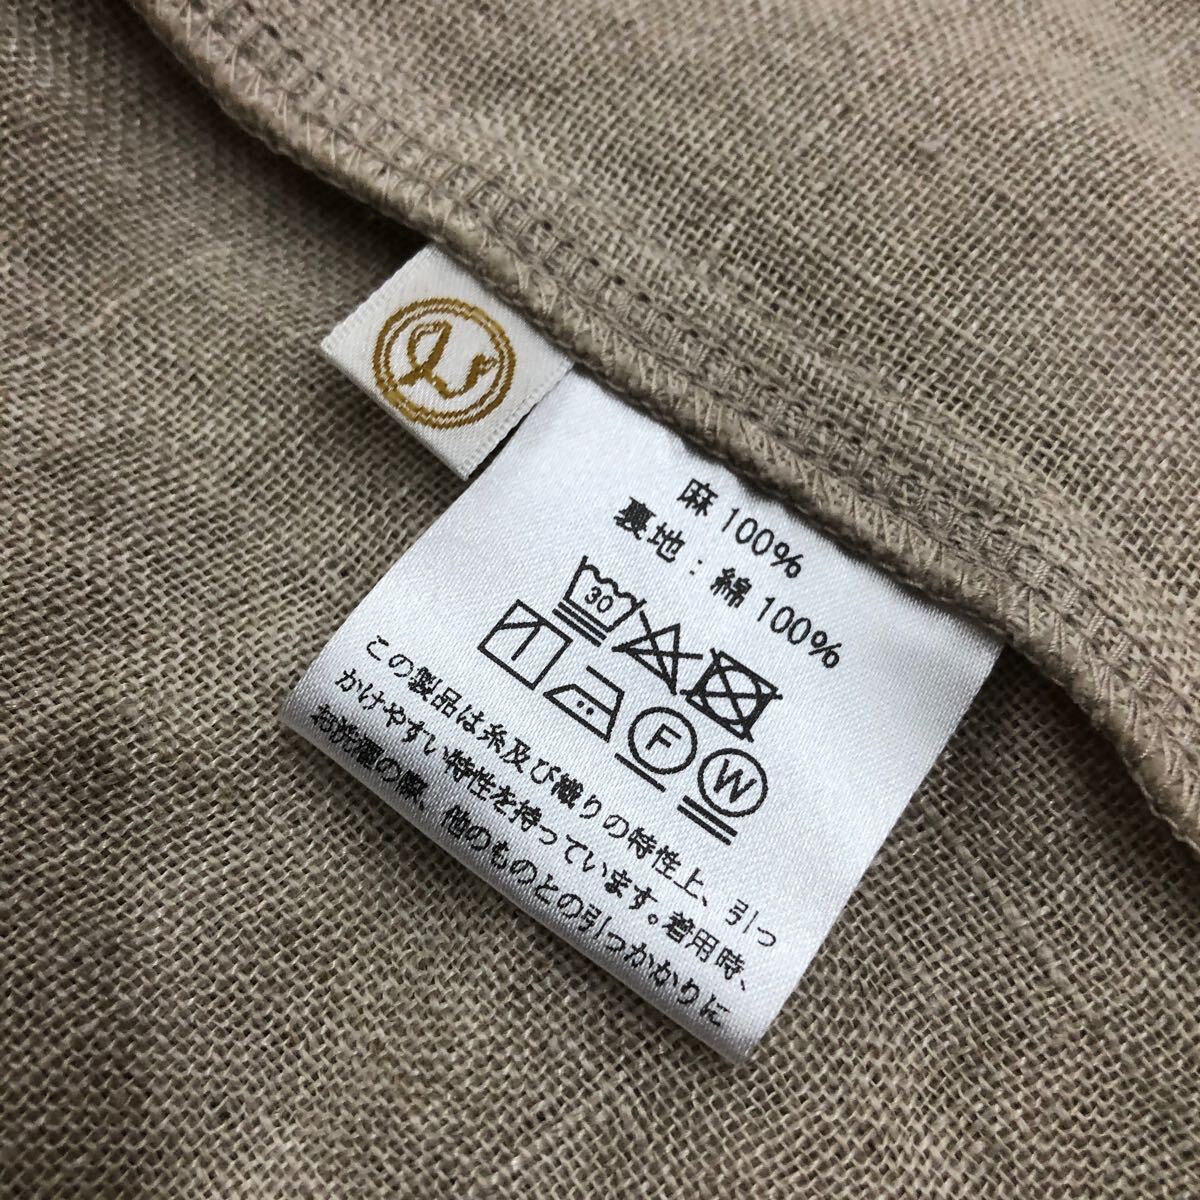 麻 100%
裏地：綿 100%
30
F
W
この製品は糸及び織りの特性上、引っ
かけやすい特性を持っています。着用時、
お洗濯の際、他のものとの引っかかりに